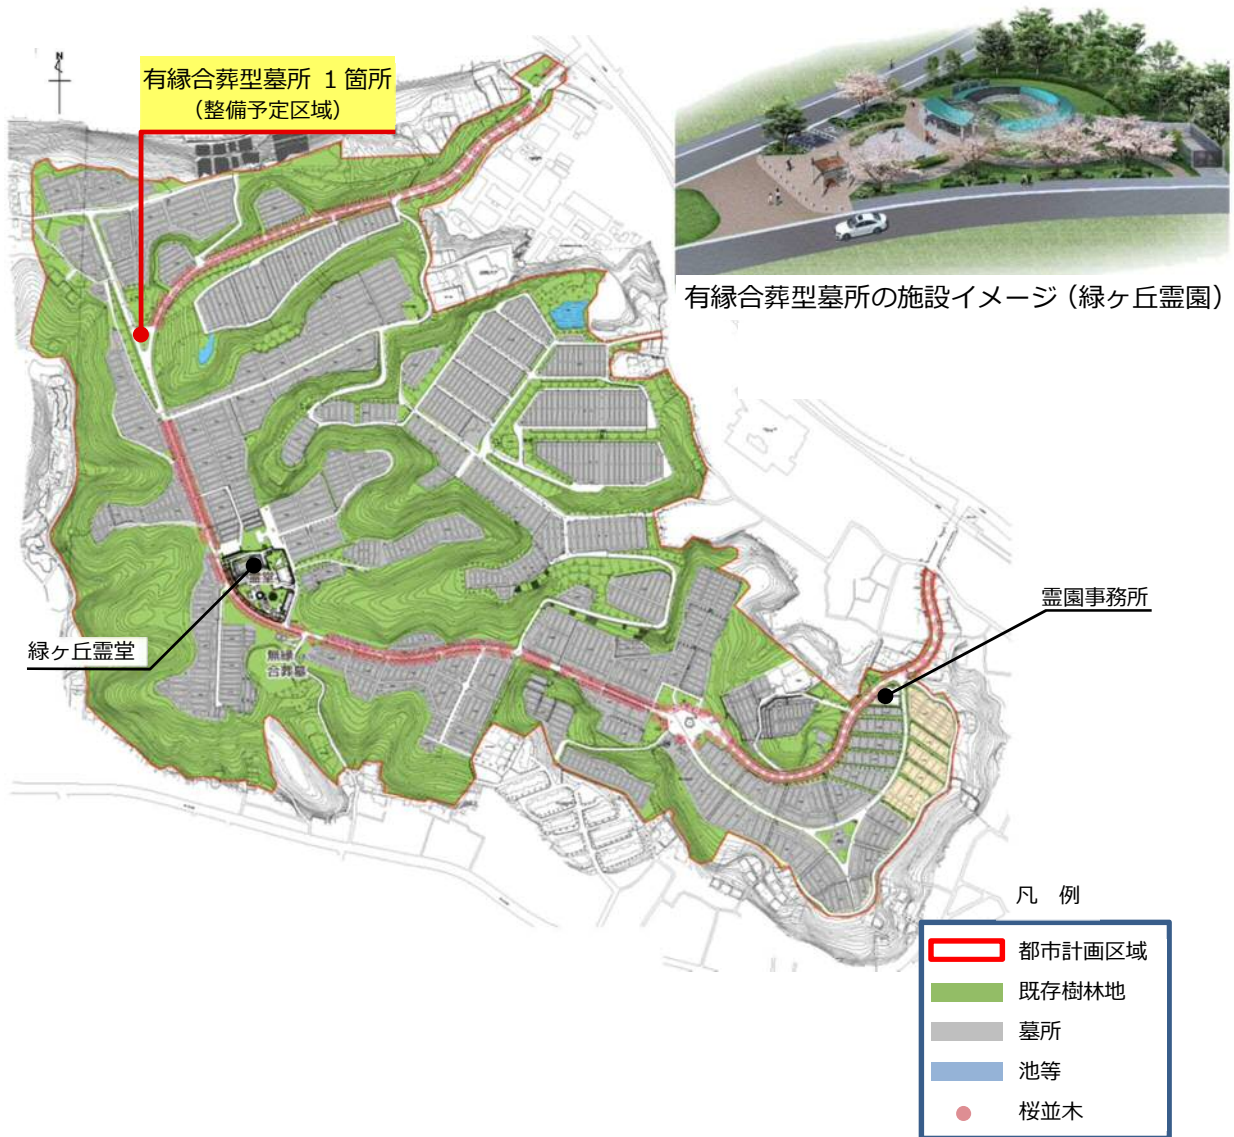 N
有縁合葬型墓所 1箇所
(整備予定区域)
有縁合葬型墓所の施設イメージ(緑ヶ丘霊園)
霊園事務所
緑ヶ丘霊堂
無縁
合葬墓
凡 例
都市計画区域
既存樹林地
墓所
池等
桜並木